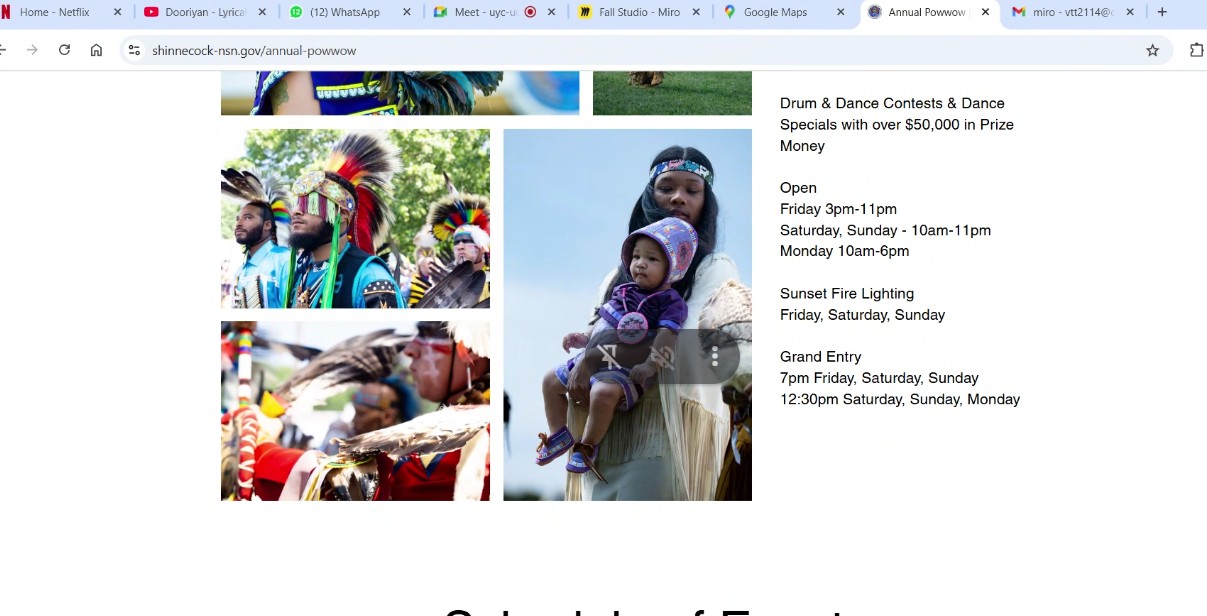 Home - Netflix
Dooriyan - Lyrica
(12) WhatsApp
Meet - uyc-u
Fall Studio - Miro
Google Maps
Annual Powwow
miro - vtt2114@c
shinnecock-nsn.gov/annual-powwow
Drum & Dance Contests & Dance
Specials with over $50,000 in Prize
Money
Open
Friday 3pm-11pm
Saturday, Sunday - 10am-11pm
Monday 10am-6pm
Sunset Fire Lighting
Friday, Saturday, Sunday
Grand Entry
7pm Friday, Saturday, Sunday
12:30pm Saturday, Sunday, Monday